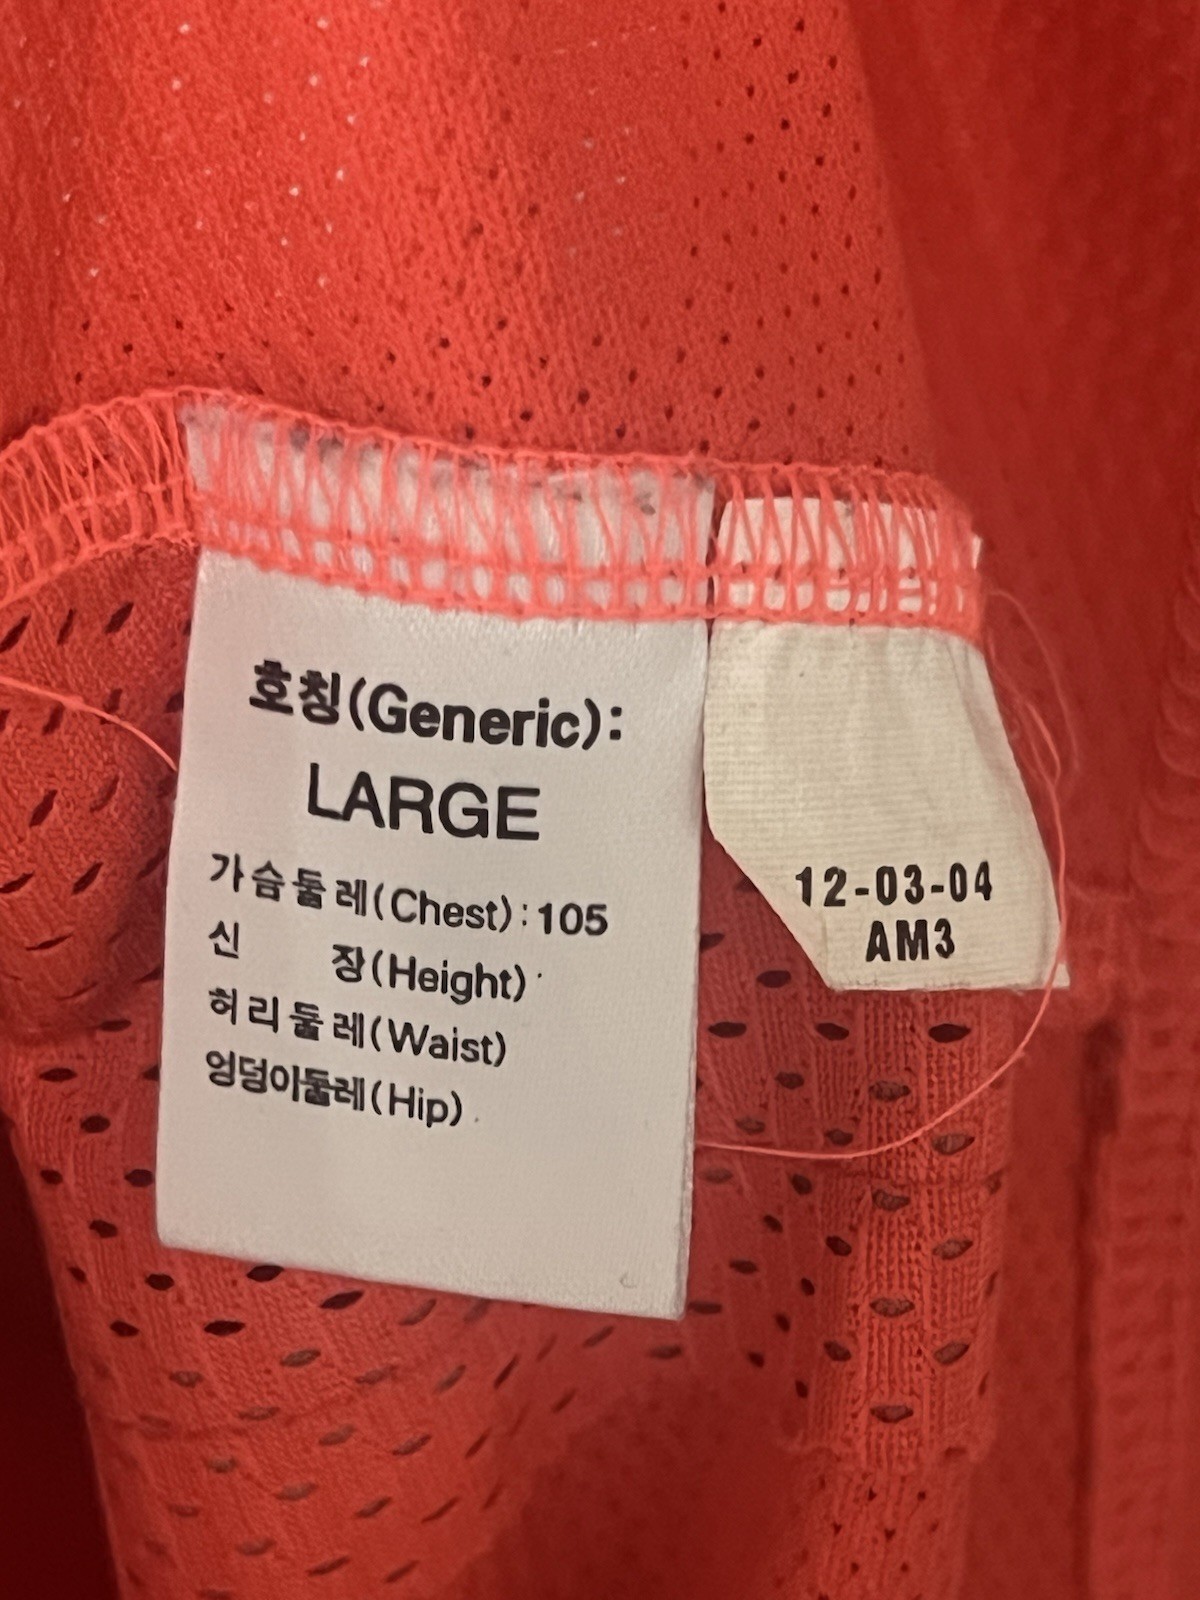 호칭(Generic):
LARGE
가슴둘레(Chest):105
신 장(Height)
허리둘레(Waist)
엉덩이둘레(Hip)
12-03-04
AM3